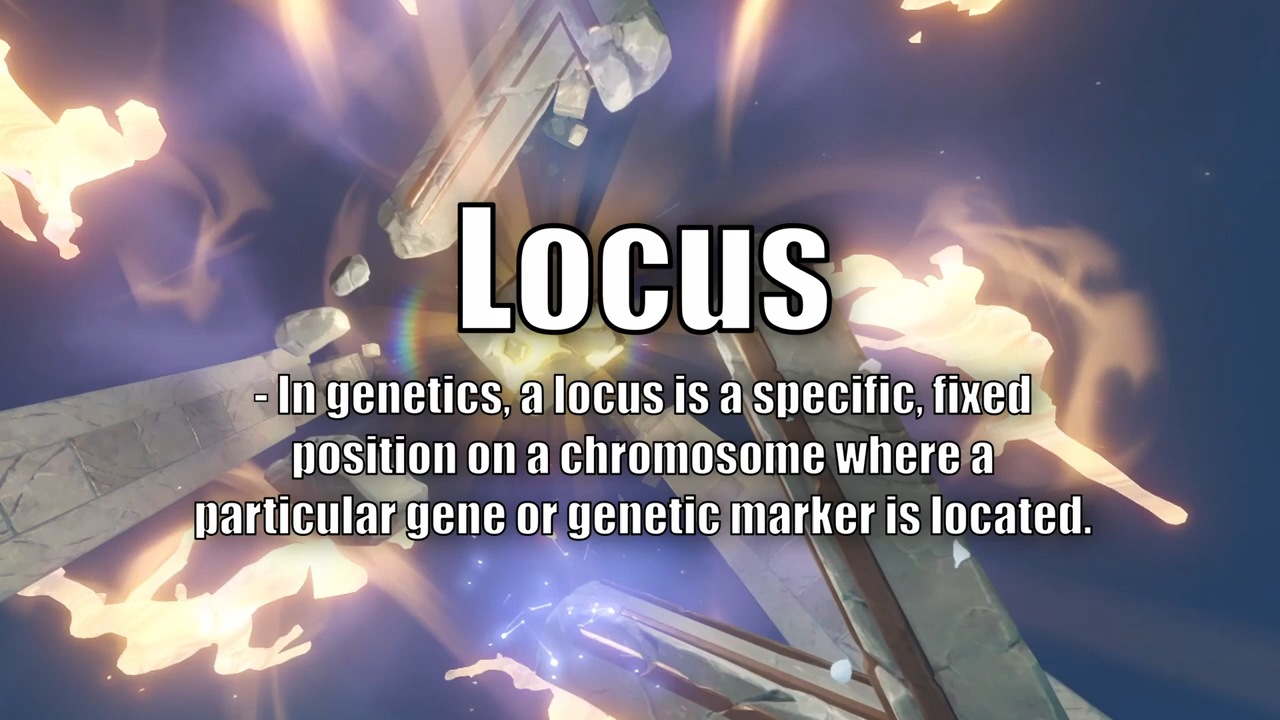 Locus
- In genetics, a locus is a specific, fixed
position on a chromosome where a
particular gene or genetic marker is located.